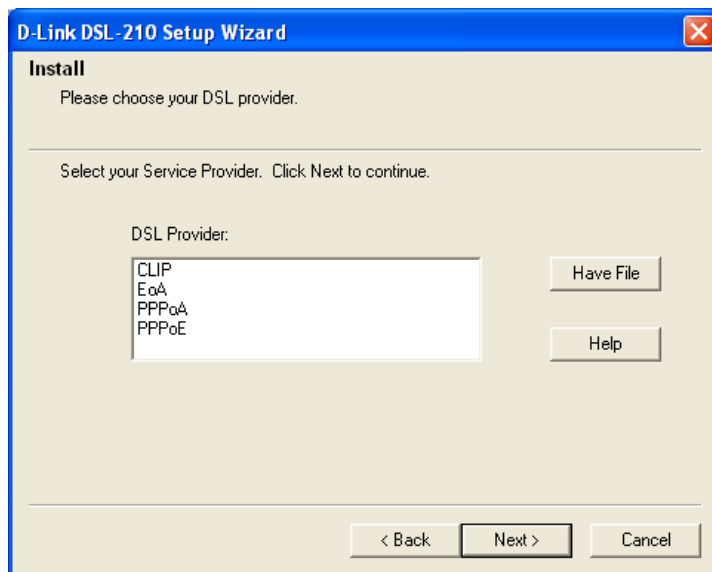 D-Link DSL-210 Setup Wizard
Install
Please choose your DSL provider.
Select your Service Provider.  Click Next to continue.
DSL Provider:
CLIP
EoA
PPPoA
PPPoE
Have File
Help
< Back
Next >
Cancel